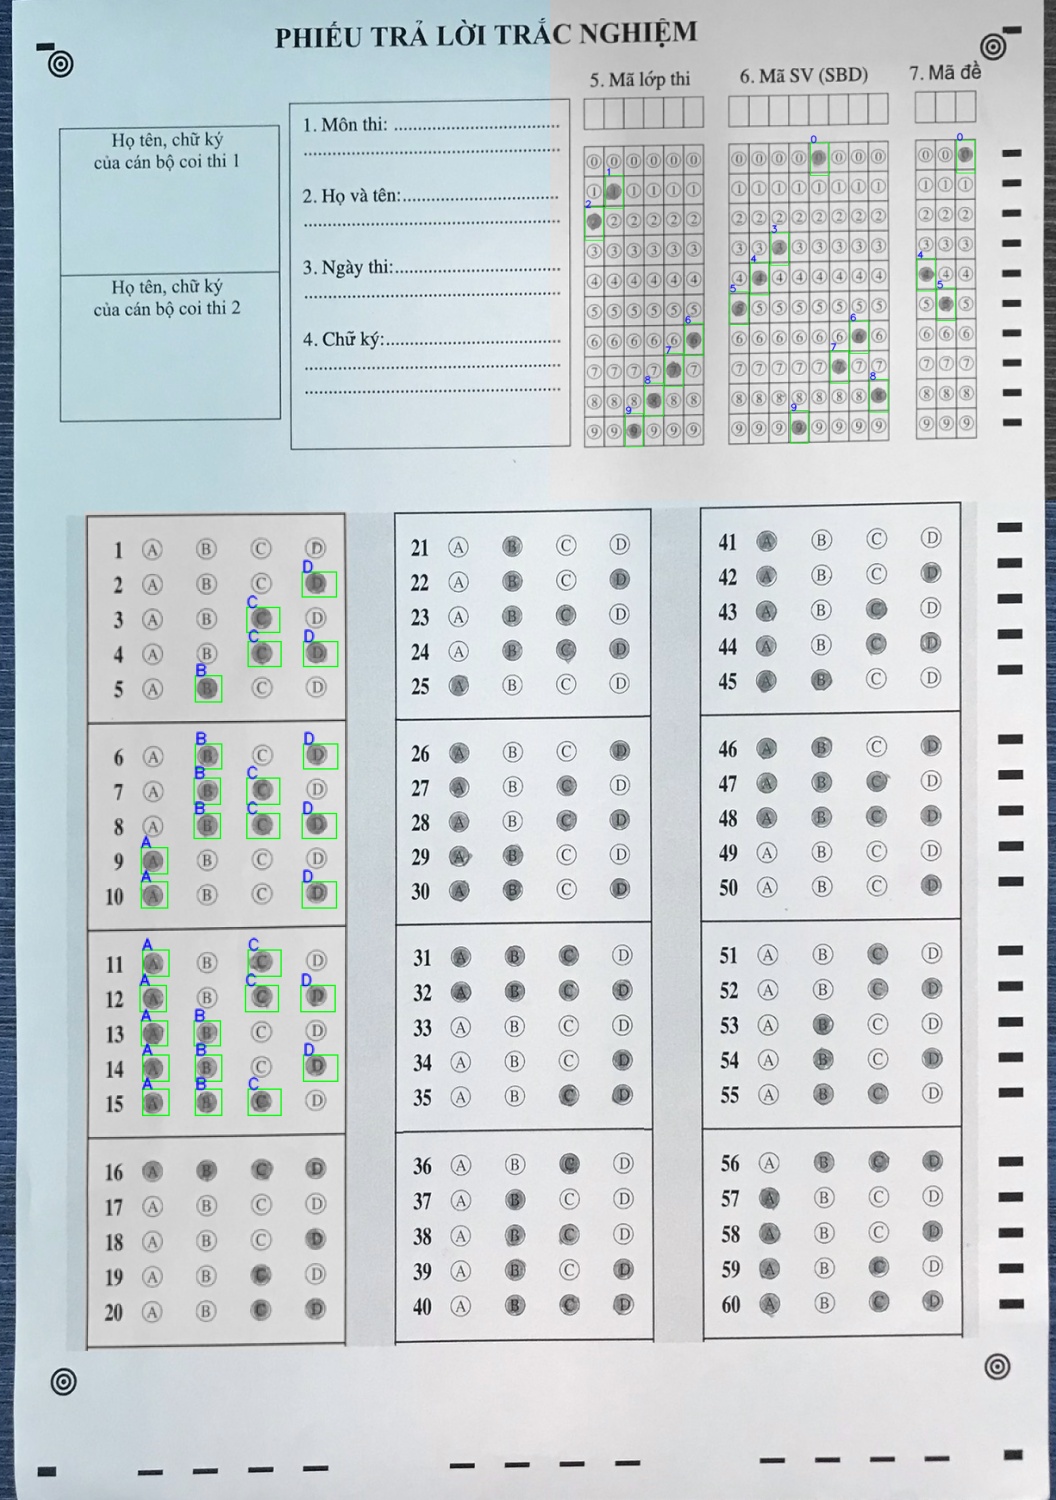 PHIẾU TRẢ LỜI TRẮC NGHIỆM
Họ tên, chữ ký
của cán bộ coi thi 1
Họ tên, chữ ký
của cán bộ coi thi 2
1. Môn thi: ................................
2. Họ và tên:................................
3. Ngày thi:................................
4. Chữ ký:................................
5. Mã lớp thi
6. Mã SV (SBD)
7. Mã đề
1 A B C D
2 A B C D
3 A B C D
4 A B C D
5 A B C D
6 A B C D
7 A B C D
8 A B C D
9 A B C D
10 A B C D
11 A B C D
12 A B C D
13 A B C D
14 A B C D
15 A B C D
16 A B C D
17 A B C D
18 A B C D
19 A B C D
20 A B C D
21 A B C D
22 A B C D
23 A B C D
24 A B C D
25 A B C D
26 A B C D
27 A B C D
28 A B C D
29 A B C D
30 A B C D
31 A B C D
32 A B C D
33 A B C D
34 A B C D
35 A B C D
36 A B C D
37 A B C D
38 A B C D
39 A B C D
40 A B C D
41 A B C D
42 A B C D
43 A B C D
44 A B C D
45 A B C D
46 A B C D
47 A B C D
48 A B C D
49 A B C D
50 A B C D
51 A B C D
52 A B C D
53 A B C D
54 A B C D
55 A B C D
56 A B C D
57 A B C D
58 A B C D
59 A B C D
60 A B C D